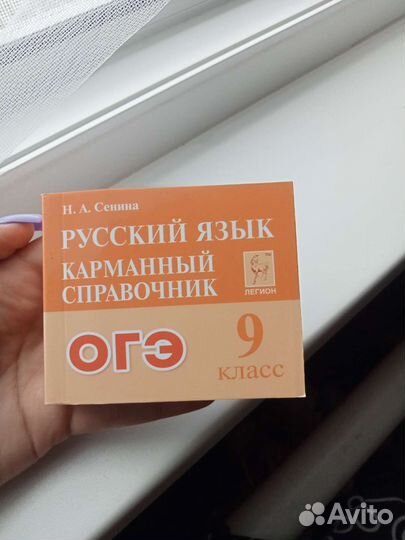 Н. А. Сенина
РУССКИЙ ЯЗЫК
КАРМАННЫЙ
СПРАВОЧНИК
ЛЕГИОН
ОГЭ
9
класс
Avito